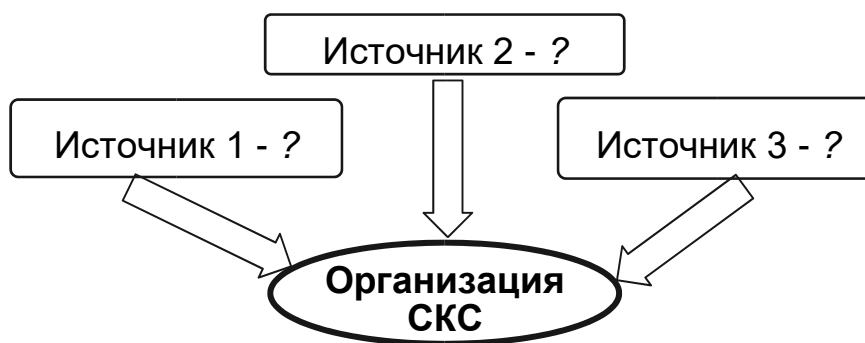 Источник 2 - ?
Источник 1 - ?
Источник 3 - ?
Организация
СКС